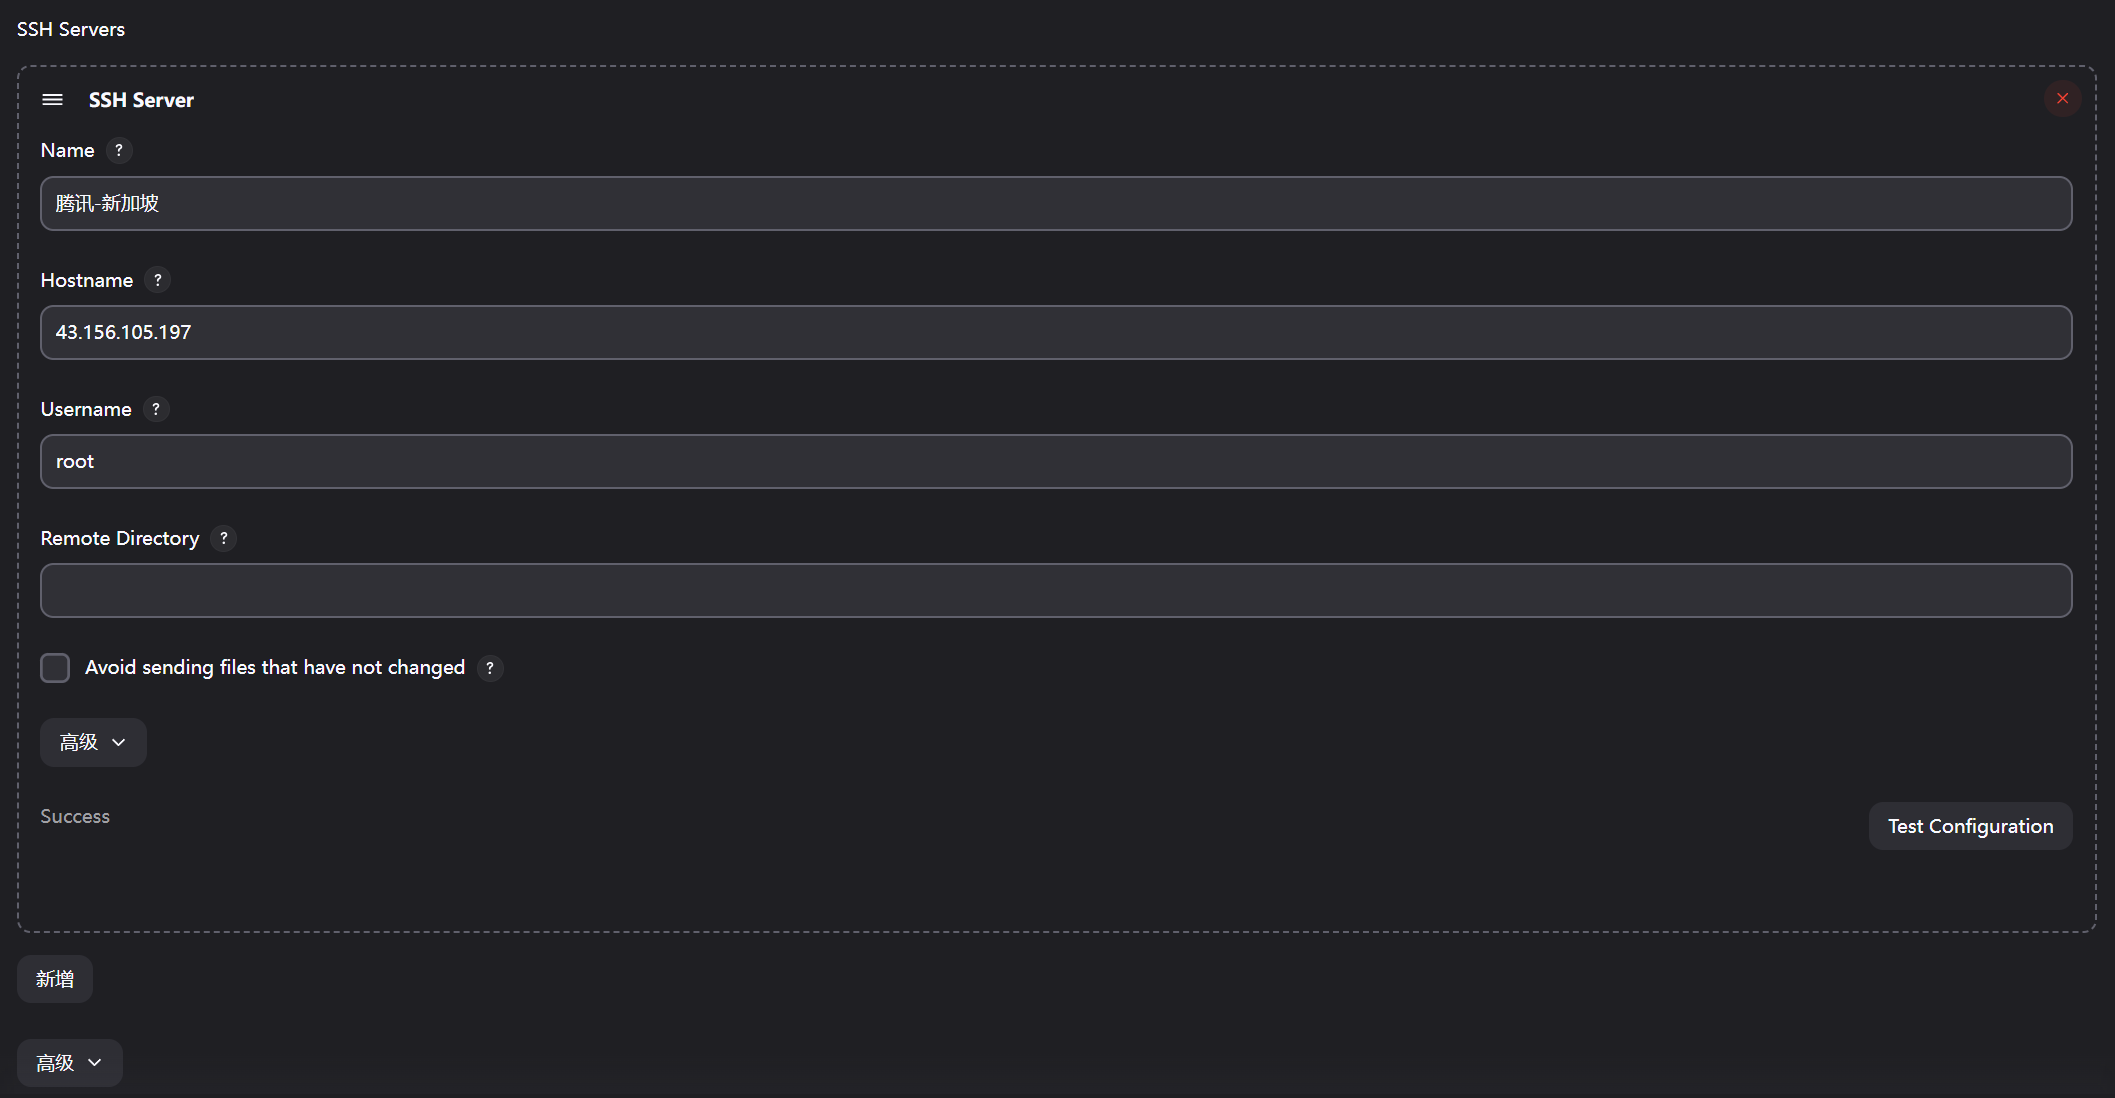 SSH Servers
SSH Server
Name ?
腾讯-新加坡
Hostname ?
43.156.105.197
Username ?
root
Remote Directory ?
Avoid sending files that have not changed ?
高级
Success
Test Configuration
新增
高级